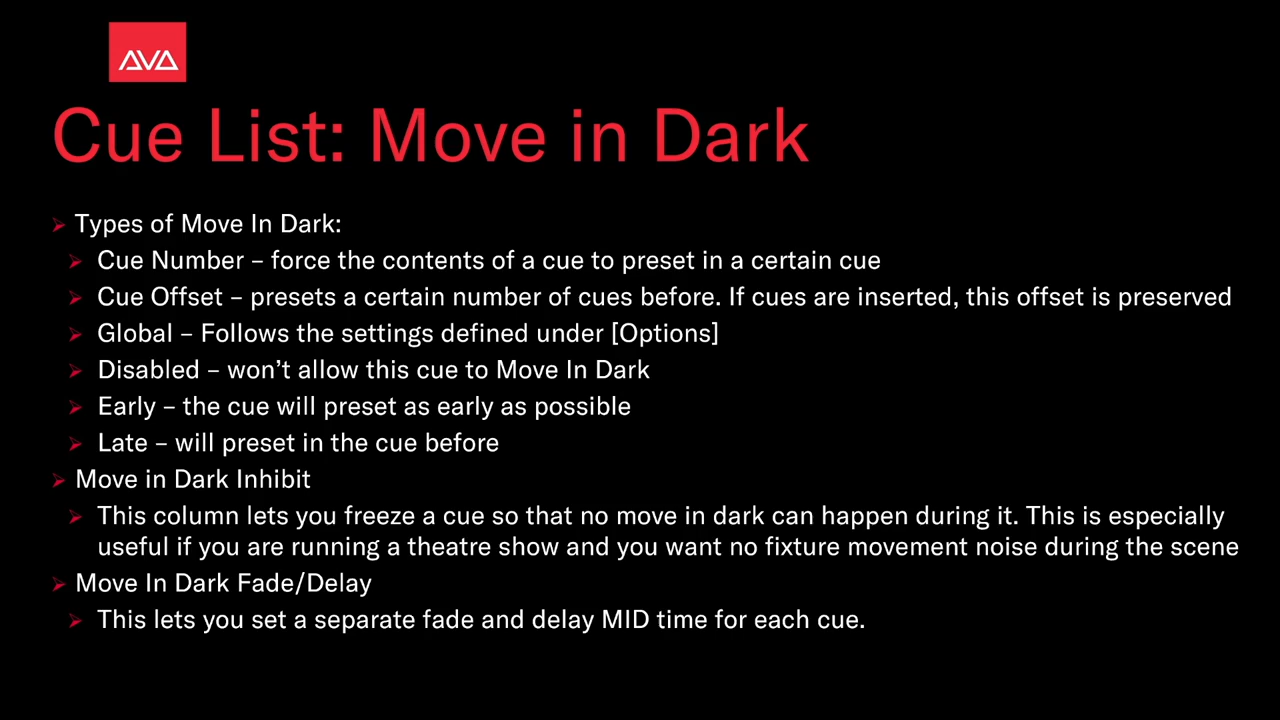 AVA
Cue List: Move in Dark
Types of Move In Dark:
Cue Number – force the contents of a cue to preset in a certain cue
Cue Offset – presets a certain number of cues before. If cues are inserted, this offset is preserved
Global – Follows the settings defined under [Options]
Disabled – won’t allow this cue to Move In Dark
Early – the cue will preset as early as possible
Late – will preset in the cue before
Move in Dark Inhibit
This column lets you freeze a cue so that no move in dark can happen during it. This is especially
useful if you are running a theatre show and you want no fixture movement noise during the scene
Move In Dark Fade/Delay
This lets you set a separate fade and delay MID time for each cue.